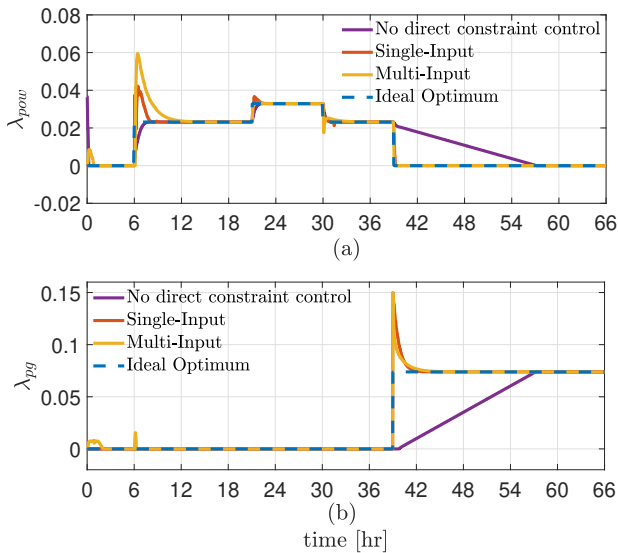 0.08
No direct constraint control
0.06
Single-Input
Multi-Input
0.04
Ideal Optimum
λpow
0.02
0
-0.02
0 6 12 18 24 30 36 42 48 54 60 66
(a)
0.15
No direct constraint control
Single-Input
0.1
Multi-Input
Ideal Optimum
λpg
0.05
0
0 6 12 18 24 30 36 42 48 54 60 66
(b)
time [hr]